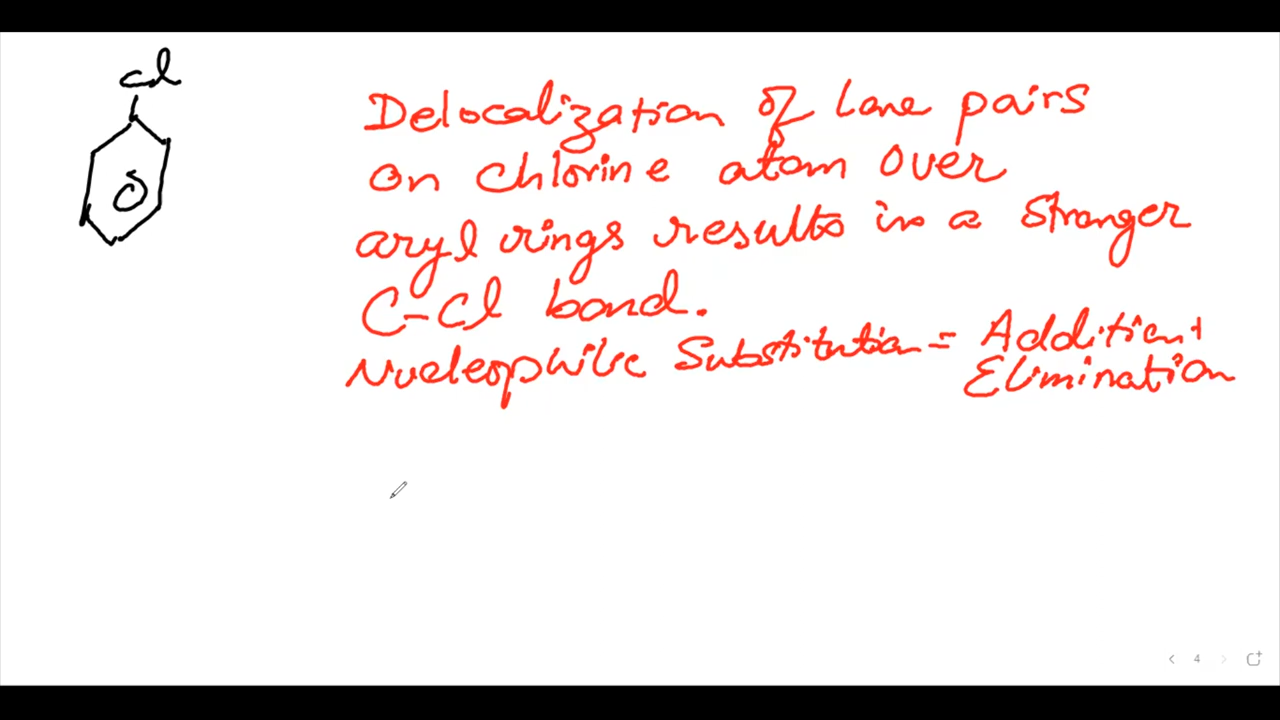 Cl
Delocalization of lone pairs
on chlorine atom over
aryl rings results in a stronger
C-Cl bond.
Nucleophilic Substitution = Addition +
Elimination
4